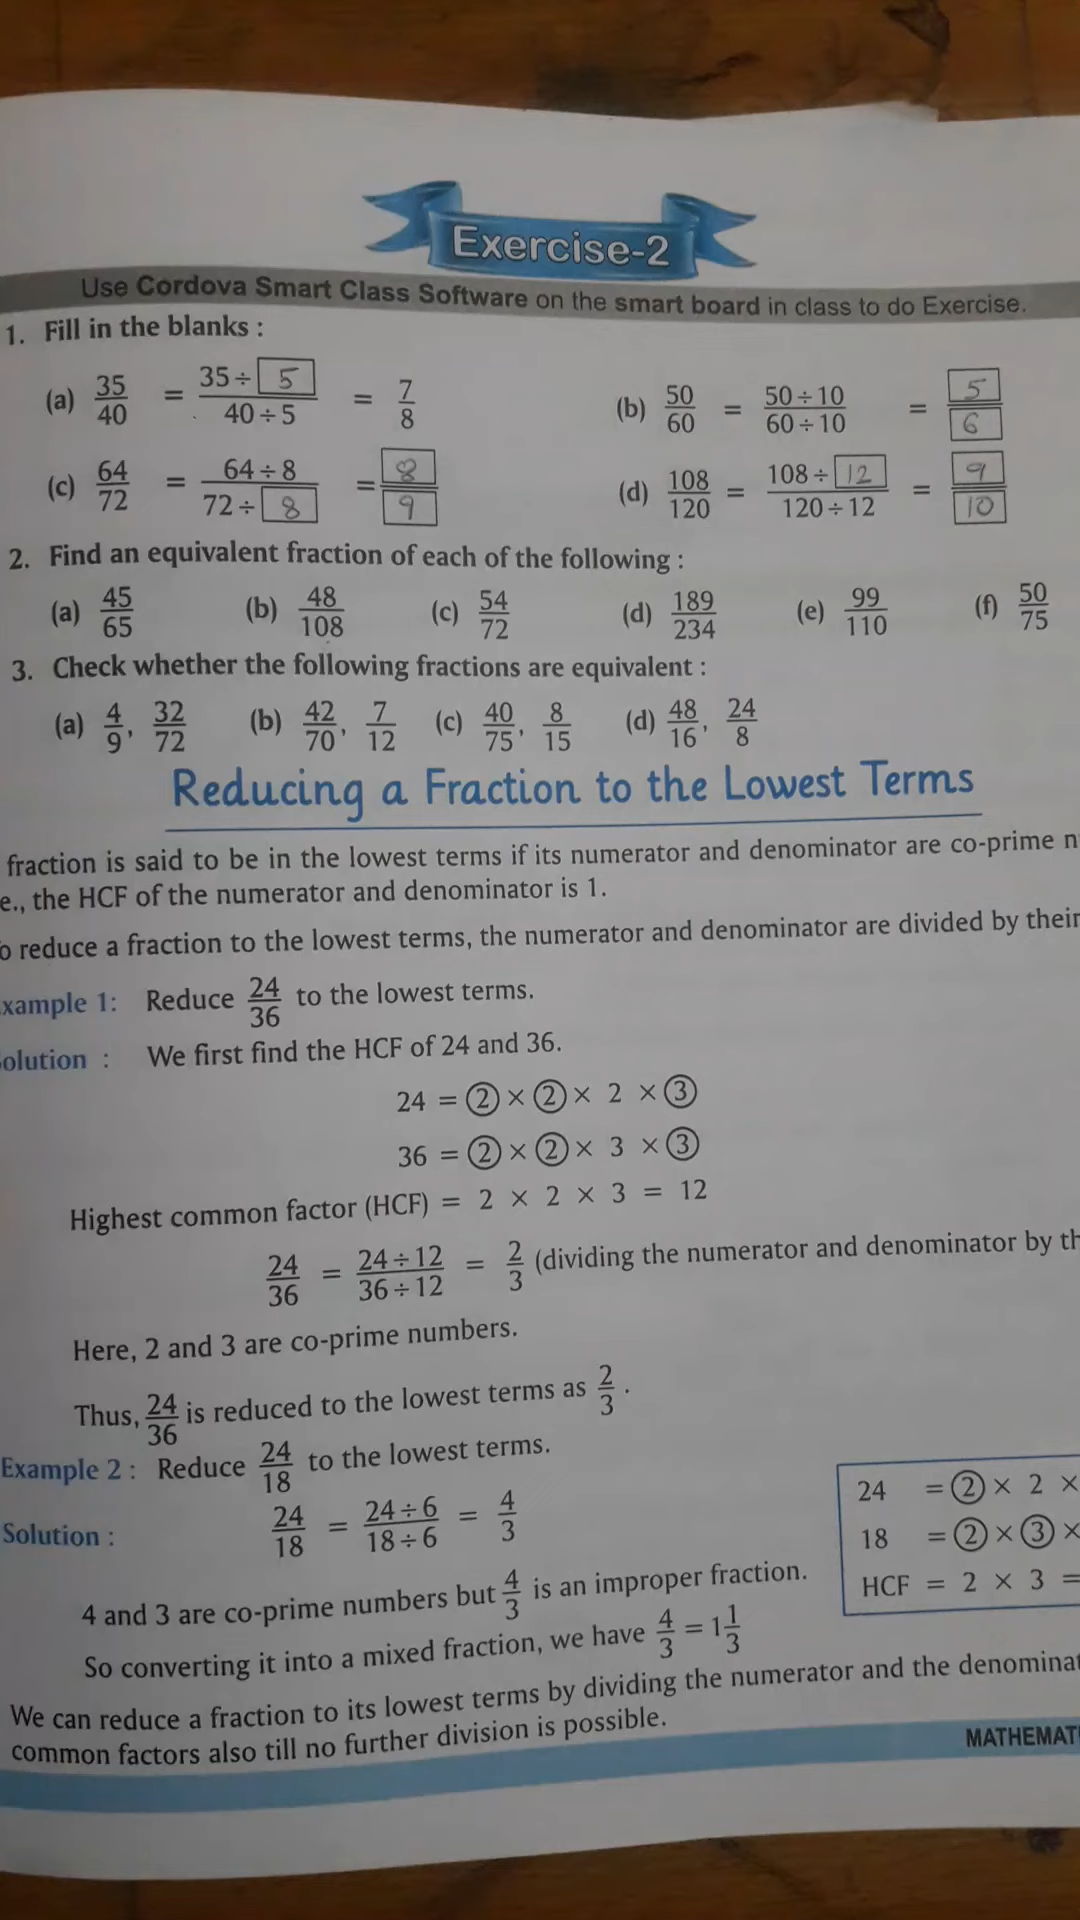 Exercise-2
Use Cordova Smart Class Software on the smart board in class to do Exercise.
1. Fill in the blanks :
(a) 35/40 = 35÷5/40÷5 = 7/8 (b) 50/60 = 50÷10/60÷10 = 5/6
(c) 64/72 = 64÷8/72÷8 = 8/9 (d) 108/120 = 108÷12/120÷12 = 9/10
2. Find an equivalent fraction of each of the following :
(a) 45/65 (b) 48/108 (c) 54/72 (d) 189/234 (e) 99/110 (f) 50/75
3. Check whether the following fractions are equivalent :
(a) 4/9, 32/72 (b) 42/70, 7/12 (c) 40/75, 8/15 (d) 48/16, 24/8
Reducing a Fraction to the Lowest Terms
fraction is said to be in the lowest terms if its numerator and denominator are co-prime
e., the HCF of the numerator and denominator is 1.
reduce a fraction to the lowest terms, the numerator and denominator are divided by their
xample 1: Reduce 24/36 to the lowest terms.
olution : We first find the HCF of 24 and 36.
24 = 2 × 2 × 2 × 3
36 = 2 × 2 × 3 × 3
Highest common factor (HCF) = 2 × 2 × 3 = 12
24/36 = 24÷12/36÷12 = 2/3 (dividing the numerator and denominator by
Here, 2 and 3 are co-prime numbers.
Thus, 24/36 is reduced to the lowest terms as 2/3.
Example 2 : Reduce 24/18 to the lowest terms.
Solution : 24/18 = 24÷6/18÷6 = 4/3
24 = 2 × 2 ×
18 = 2 × 3 ×
HCF = 2 × 3 =
4 and 3 are co-prime numbers but 4/3 is an improper fraction.
So converting it into a mixed fraction, we have 4/3 = 1 1/3
We can reduce a fraction to its lowest terms by dividing the numerator and the denominat
common factors also till no further division is possible.
MATHEMAT